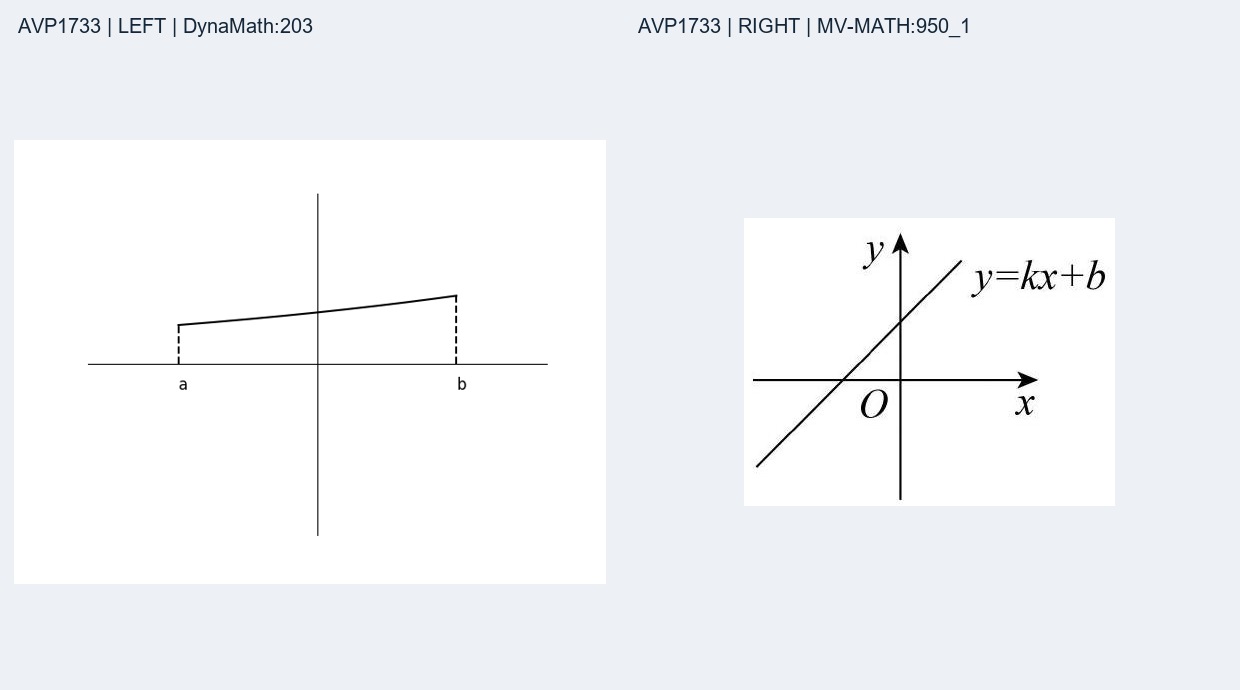 AVP1733 | LEFT | DynaMath:203
AVP1733 | RIGHT | MV-MATH:950_1
a
b
y
y=kx+b
O
x